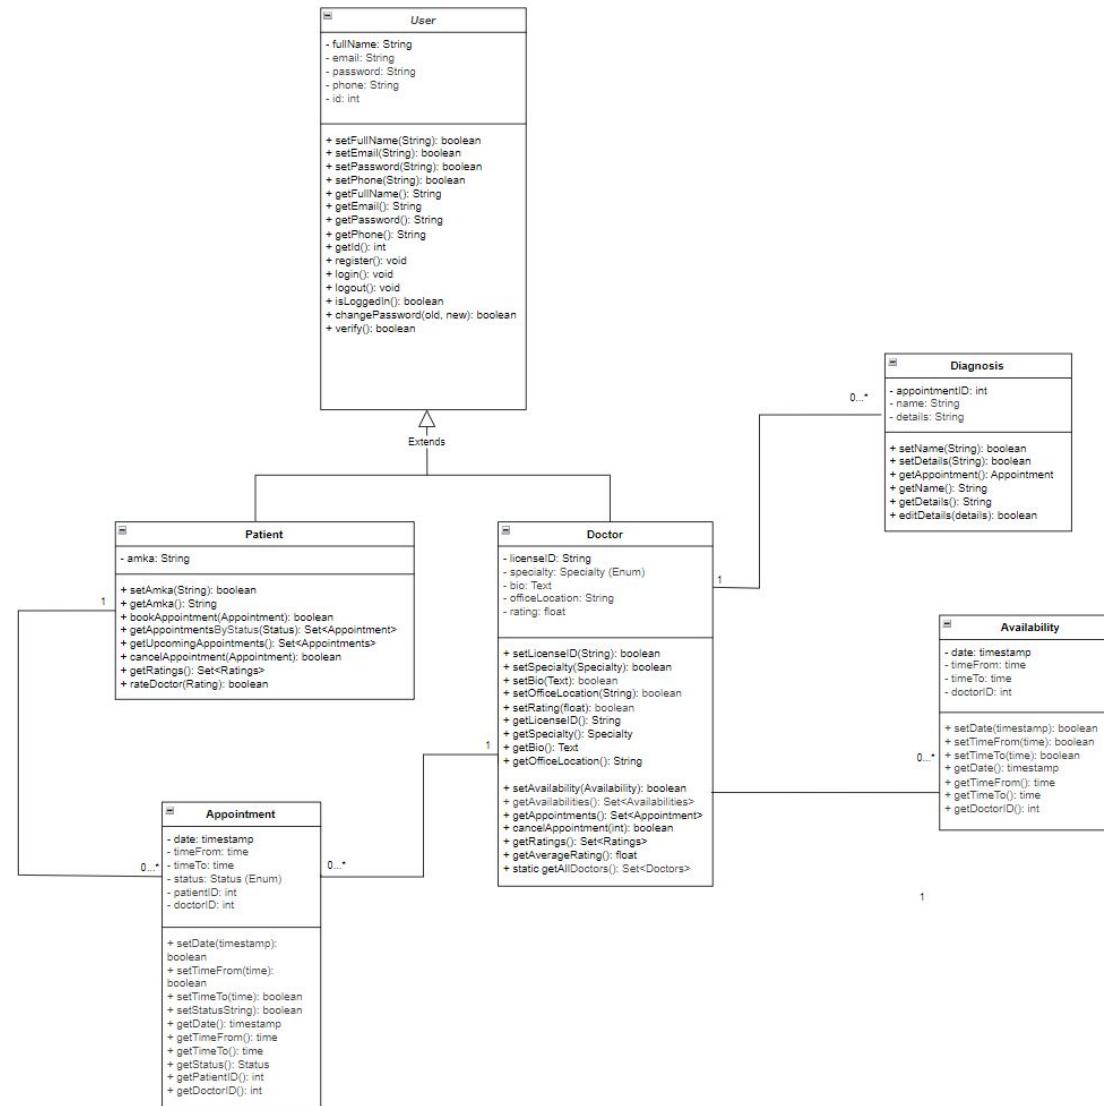 User
- fullName: String
- email: String
- password: String
- phone: String
- id: int
+ setFullName(String): boolean
+ setEmail(String): boolean
+ setPassword(String): boolean
+ setPhone(String): boolean
+ getFullName(): String
+ getEmail(): String
+ getPassword(): String
+ getPhone(): String
+ getId(): int
+ register(): void
+ login(): void
+ logout(): void
+ isLoggedIn(): boolean
+ changePassword(old, new): boolean
+ verify(): boolean
Extends
Diagnosis
- appointmentID: int
- name: String
- details: String
+ setName(String): boolean
+ setDetails(String): boolean
+ getAppointment(): Appointment
+ getName(): String
+ getDetails(): String
+ editDetails(details): boolean
0...*
Patient
- amka: String
+ setAmka(String): boolean
+ getAmka(): String
+ bookAppointment(Appointment): boolean
+ getAppointmentsByStatus(Status): Set<Appointment>
+ getUpcomingAppointments(): Set<Appointments>
+ cancelAppointment(Appointment): boolean
+ getRatings(): Set<Ratings>
+ rateDoctor(Rating): boolean
1
Doctor
- licenseID: String
- specialty: Specialty (Enum)
- bio: Text
- officeLocation: String
- rating: float
+ setLicenseID(String): boolean
+ setSpecialty(Specialty): boolean
+ setBio(Text): boolean
+ setOfficeLocation(String): boolean
+ setRating(float): boolean
+ getLicenseID(): String
+ getSpecialty(): Specialty
+ getBio(): Text
+ getOfficeLocation(): String
+ setAvailability(Availability): boolean
+ getAvailabilities(): Set<Availabilities>
+ getAppointments(): Set<Appointment>
+ cancelAppointment(int): boolean
+ getRatings(): Set<Ratings>
+ getAverageRating(): float
+ static getAllDoctors(): Set<Doctors>
1
1
Availability
- date: timestamp
- timeFrom: time
- timeTo: time
- doctorID: int
+ setDate(timestamp): boolean
+ setTimeFrom(time): boolean
+ setTimeTo(time): boolean
+ getDate(): timestamp
+ getTimeFrom(): time
+ getTimeTo(): time
+ getDoctorID(): int
0...*
1
Appointment
- date: timestamp
- timeFrom: time
- timeTo: time
- status: Status (Enum)
- patientID: int
- doctorID: int
+ setDate(timestamp):
boolean
+ setTimeFrom(time):
boolean
+ setTimeTo(time): boolean
+ setStatusString): boolean
+ getDate(): timestamp
+ getTimeFrom(): time
+ getTimeTo(): time
+ getStatus(): Status
+ getPatientID(): int
+ getDoctorID(): int
0...*
0...*